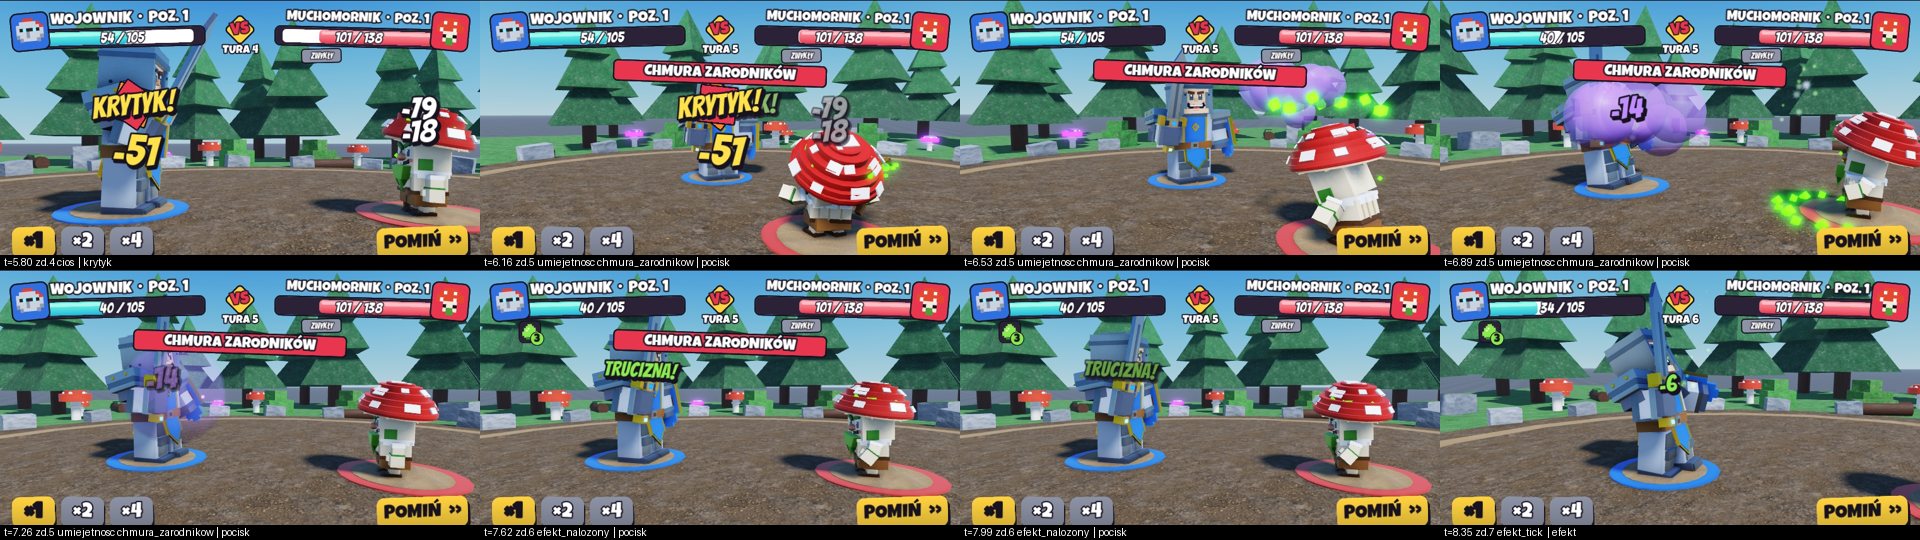 WOJOWNIK · POZ. 1
54 / 105
VS
TURA 4
MUCHOMORNIK · POZ. 1
101 / 138
ZWYKŁY
KRYTYK!
-57
-19
-18
×1
×2
×4
POMIŃ »
t=5.80 zd.4 cios | krytyk
WOJOWNIK · POZ. 1
54 / 105
VS
TURA 5
MUCHOMORNIK · POZ. 1
101 / 138
ZWYKŁY
CHMURA ZARODNIKÓW
KRYTYK!
-57
-19
-18
×1
×2
×4
POMIŃ »
t=6.16 zd.5 umiejetnosc chmura_zarodnikow | pocisk
WOJOWNIK · POZ. 1
54 / 105
VS
TURA 5
MUCHOMORNIK · POZ. 1
101 / 138
ZWYKŁY
CHMURA ZARODNIKÓW
×1
×2
×4
POMIŃ »
t=6.53 zd.5 umiejetnosc chmura_zarodnikow | pocisk
WOJOWNIK · POZ. 1
40 / 105
VS
TURA 5
MUCHOMORNIK · POZ. 1
101 / 138
ZWYKŁY
CHMURA ZARODNIKÓW
-14
×1
×2
×4
POMIŃ »
t=6.89 zd.5 umiejetnosc chmura_zarodnikow | pocisk
WOJOWNIK · POZ. 1
40 / 105
VS
TURA 5
MUCHOMORNIK · POZ. 1
101 / 138
ZWYKŁY
CHMURA ZARODNIKÓW
-14
×1
×2
×4
POMIŃ »
t=7.26 zd.5 umiejetnosc chmura_zarodnikow | pocisk
WOJOWNIK · POZ. 1
40 / 105
VS
TURA 5
MUCHOMORNIK · POZ. 1
101 / 138
ZWYKŁY
3
CHMURA ZARODNIKÓW
TRUCIZNA!
×1
×2
×4
POMIŃ »
t=7.62 zd.6 efekt_nalozony | pocisk
WOJOWNIK · POZ. 1
40 / 105
VS
TURA 5
MUCHOMORNIK · POZ. 1
101 / 138
ZWYKŁY
3
TRUCIZNA!
×1
×2
×4
POMIŃ »
t=7.99 zd.6 efekt_nalozony | pocisk
WOJOWNIK · POZ. 1
34 / 105
VS
TURA 6
MUCHOMORNIK · POZ. 1
101 / 138
ZWYKŁY
3
-6
×1
×2
×4
POMIŃ »
t=8.35 zd.7 efekt_tick | efekt